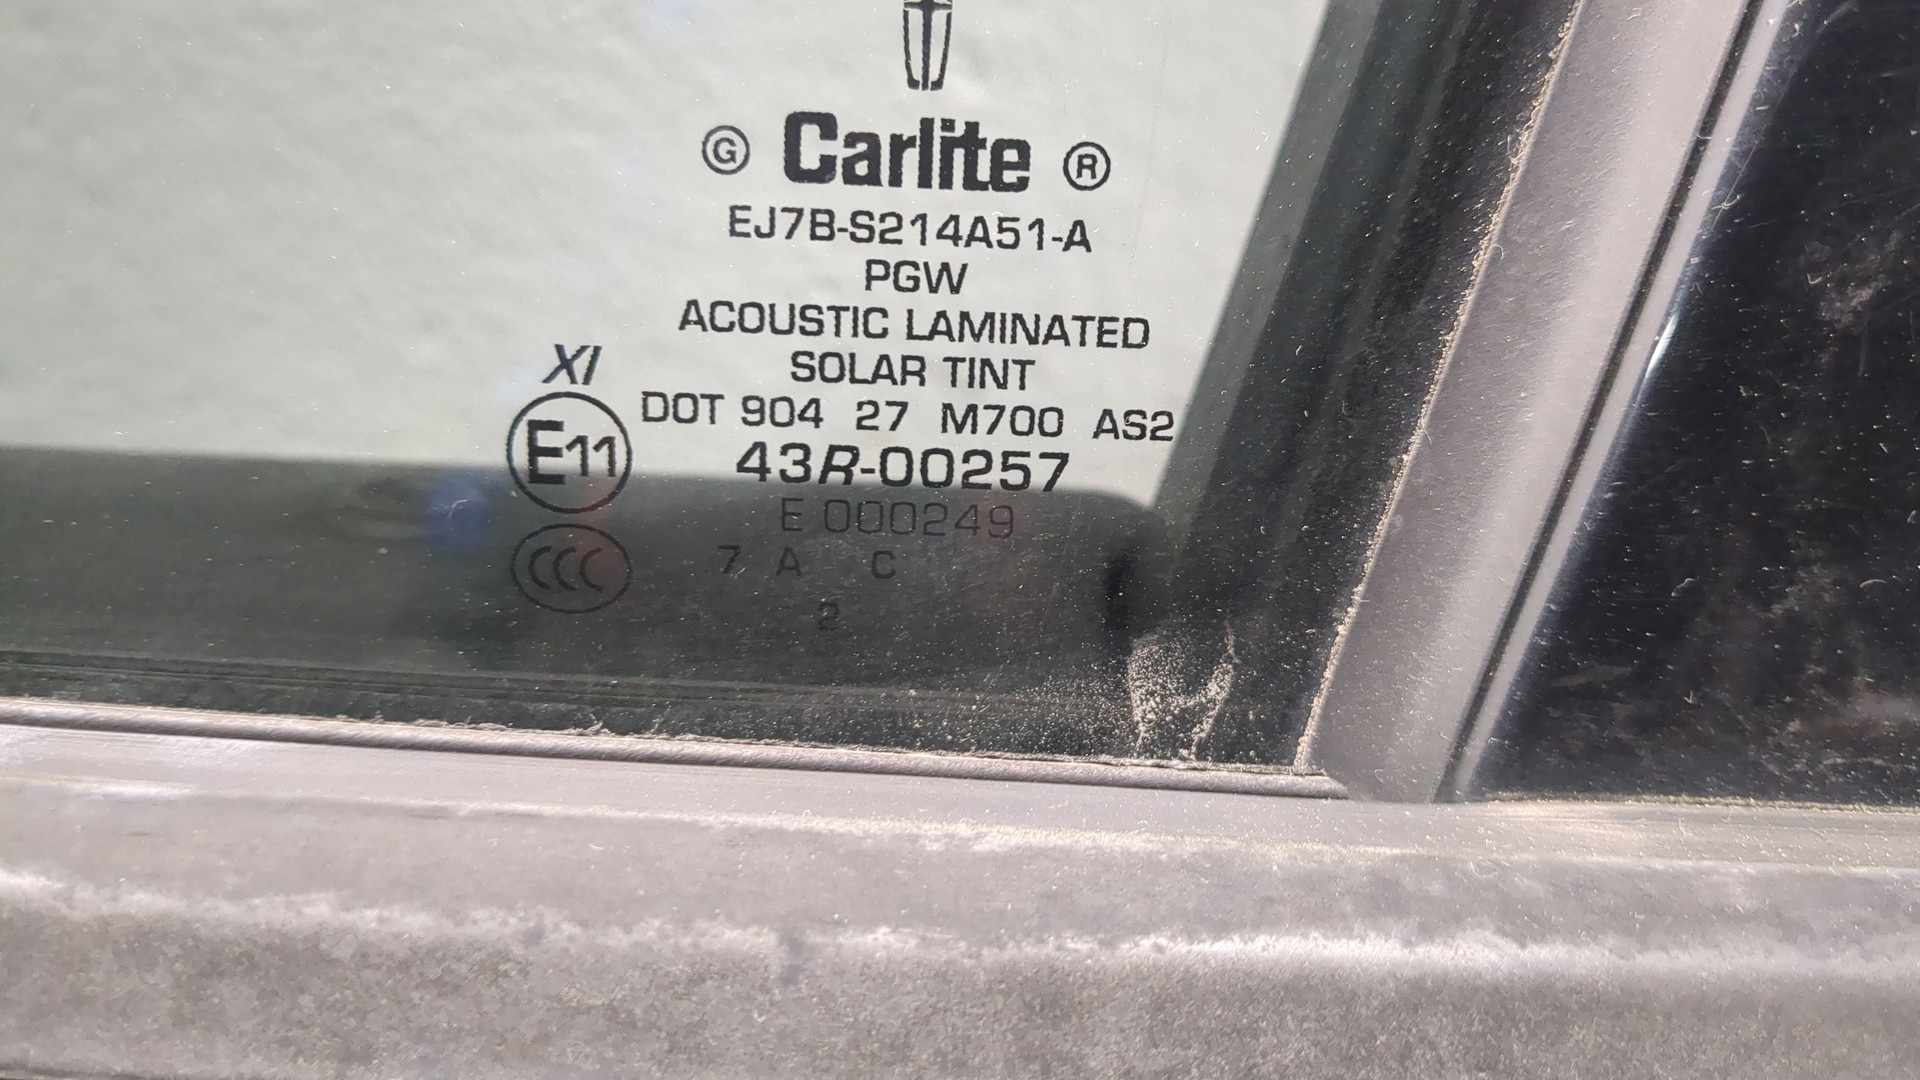 G Carlite ®
EJ7B-S214A51-A
PGW
ACOUSTIC LAMINATED
SOLAR TINT
XI
DOT 904 27 M700 AS2
E11
43R-00257
E 000249
CCC
7 A C
2